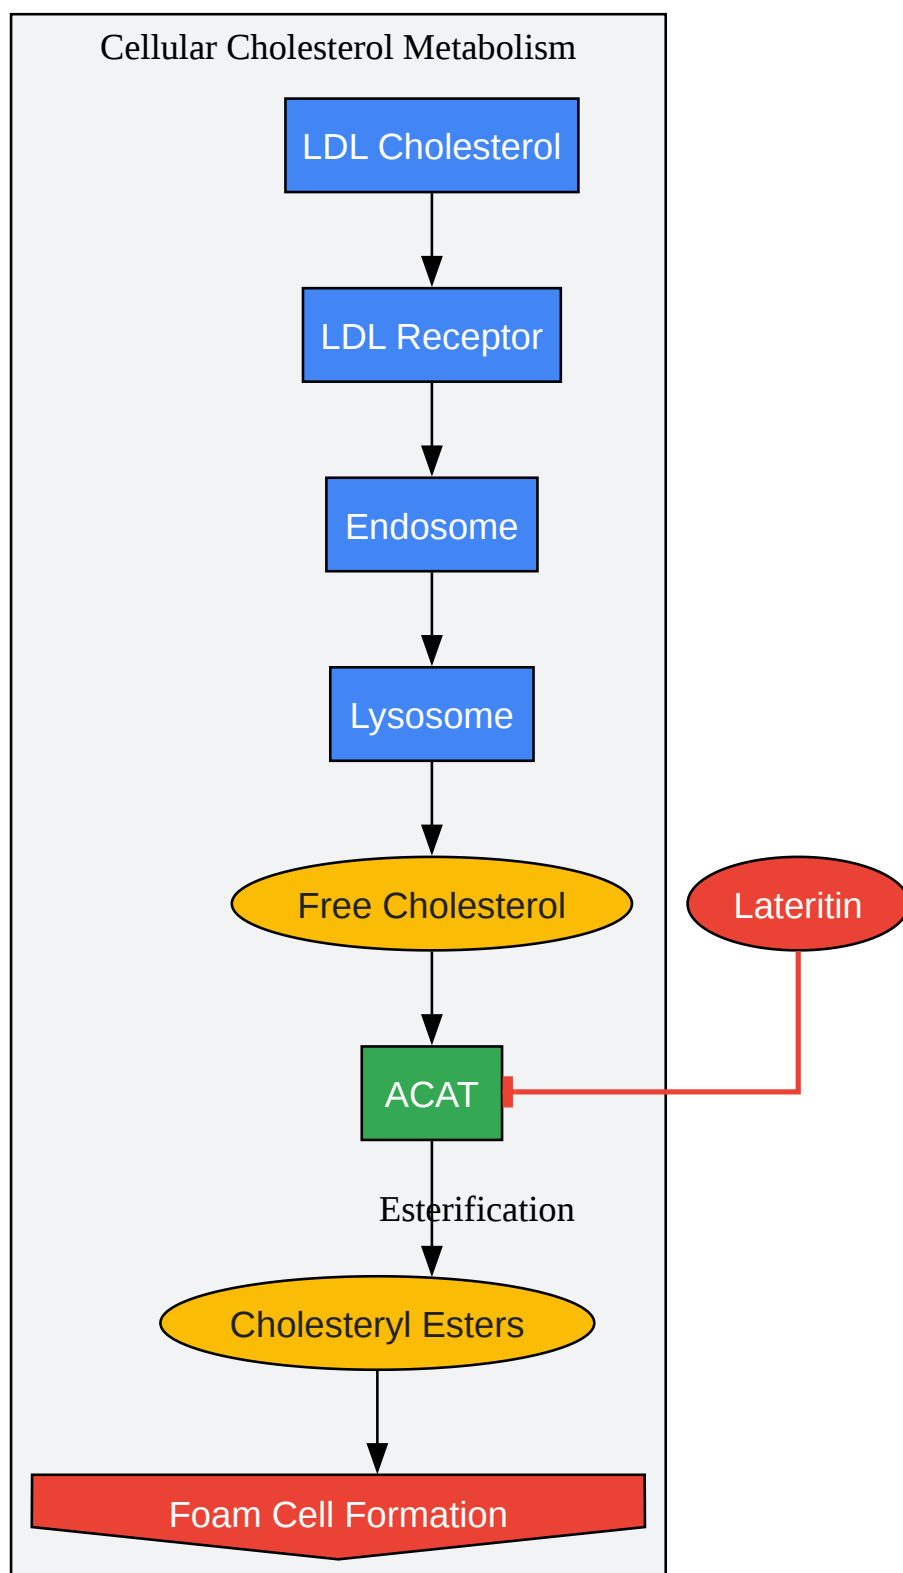 Cellular Cholesterol Metabolism
LDL Cholesterol
LDL Receptor
Endosome
Lysosome
Free Cholesterol
Lateritin
ACAT
Esterification
Cholesteryl Esters
Foam Cell Formation